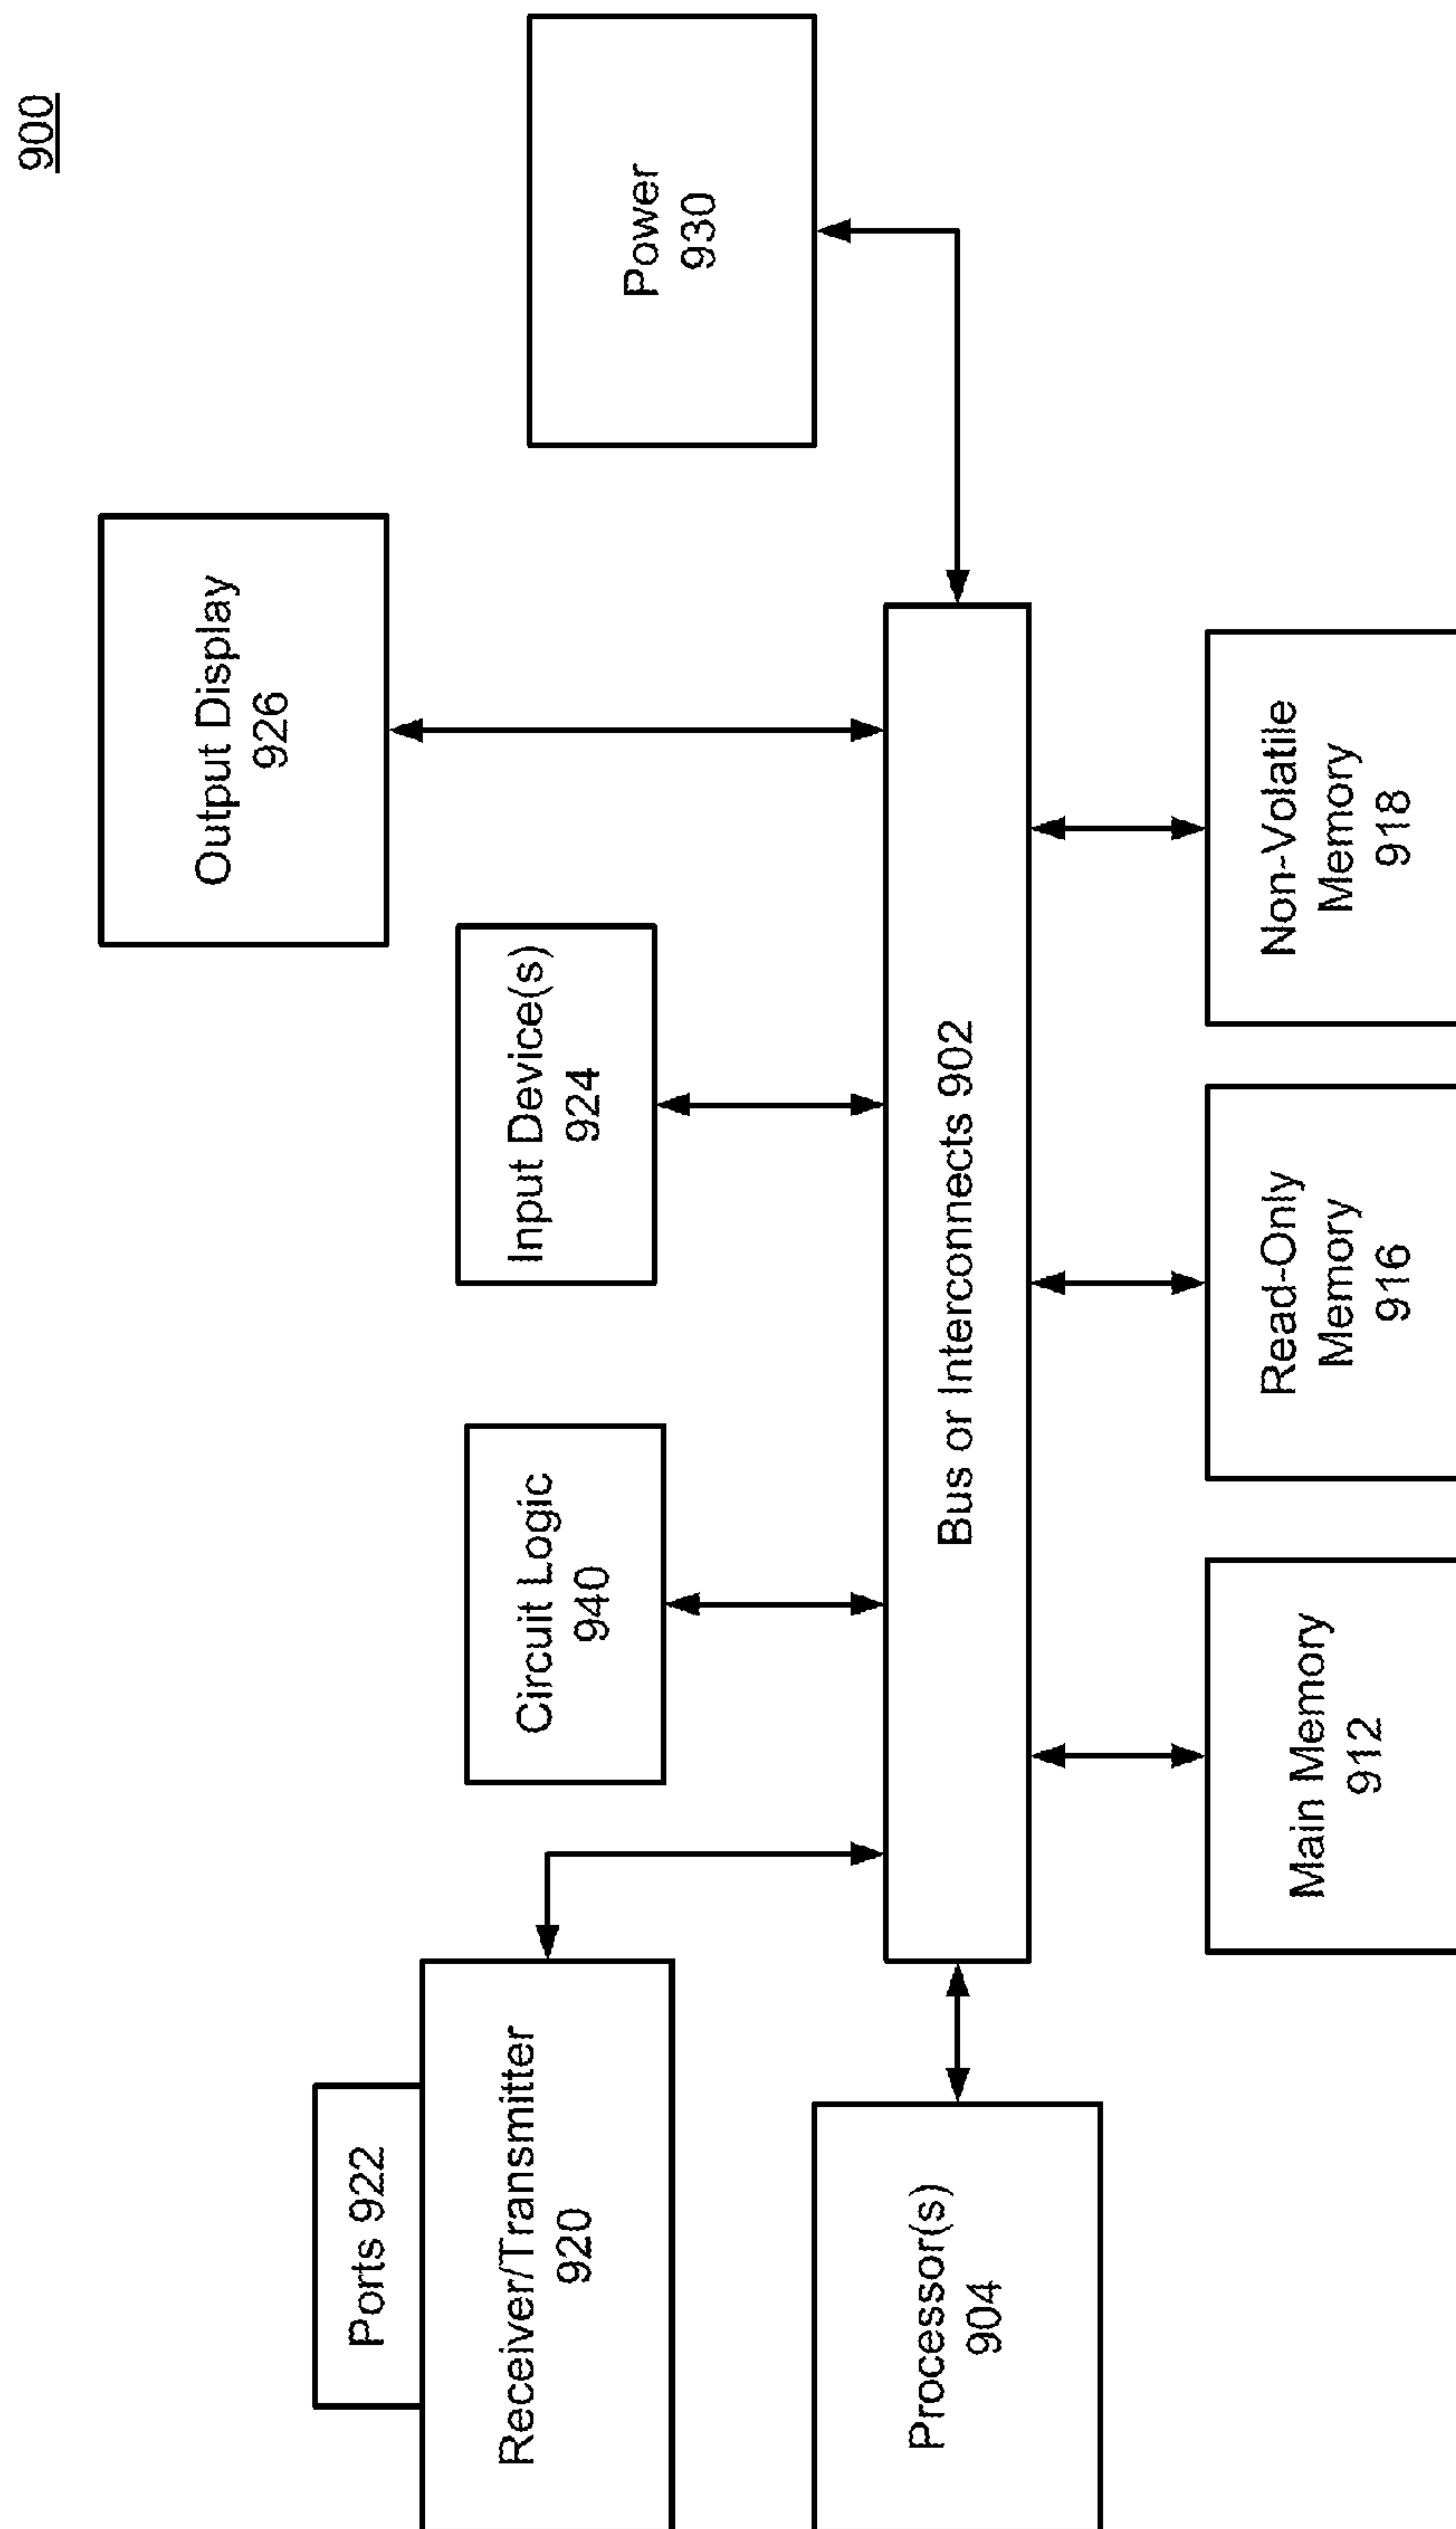 900
Output Display
926
Power
930
Ports 922
Receiver/Transmitter
920
Circuit Logic
940
Input Device(s)
924
Processor(s)
904
Bus or Interconnects 902
Main Memory
912
Read-Only
Memory
916
Non-Volatile
Memory
918